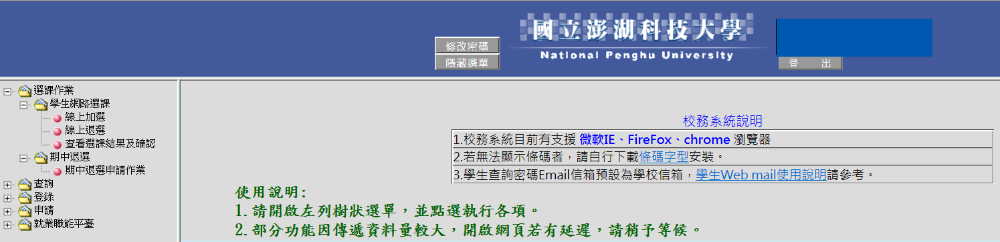 國立澎湖科技大學
National Penghu University
修改密碼
隱藏選單
登 出
選課作業
學生網路選課
線上加選
線上退選
查看選課結果及確認
期中退選
期中退選申請作業
查詢
登錄
申請
就業職能平臺
校務系統說明
1.校務系統目前有支援 微軟IE、FireFox、chrome 瀏覽器
2.若無法顯示條碼者，請自行下載條碼字型安裝。
3.學生查詢密碼Email信箱預設為學校信箱，學生Web mail使用說明請參考。
使用說明:
1.請開啟左列樹狀選單，並點選執行各項。
2.部分功能因傳遞資料量較大，開啟網頁若有延遲，請稍予等候。